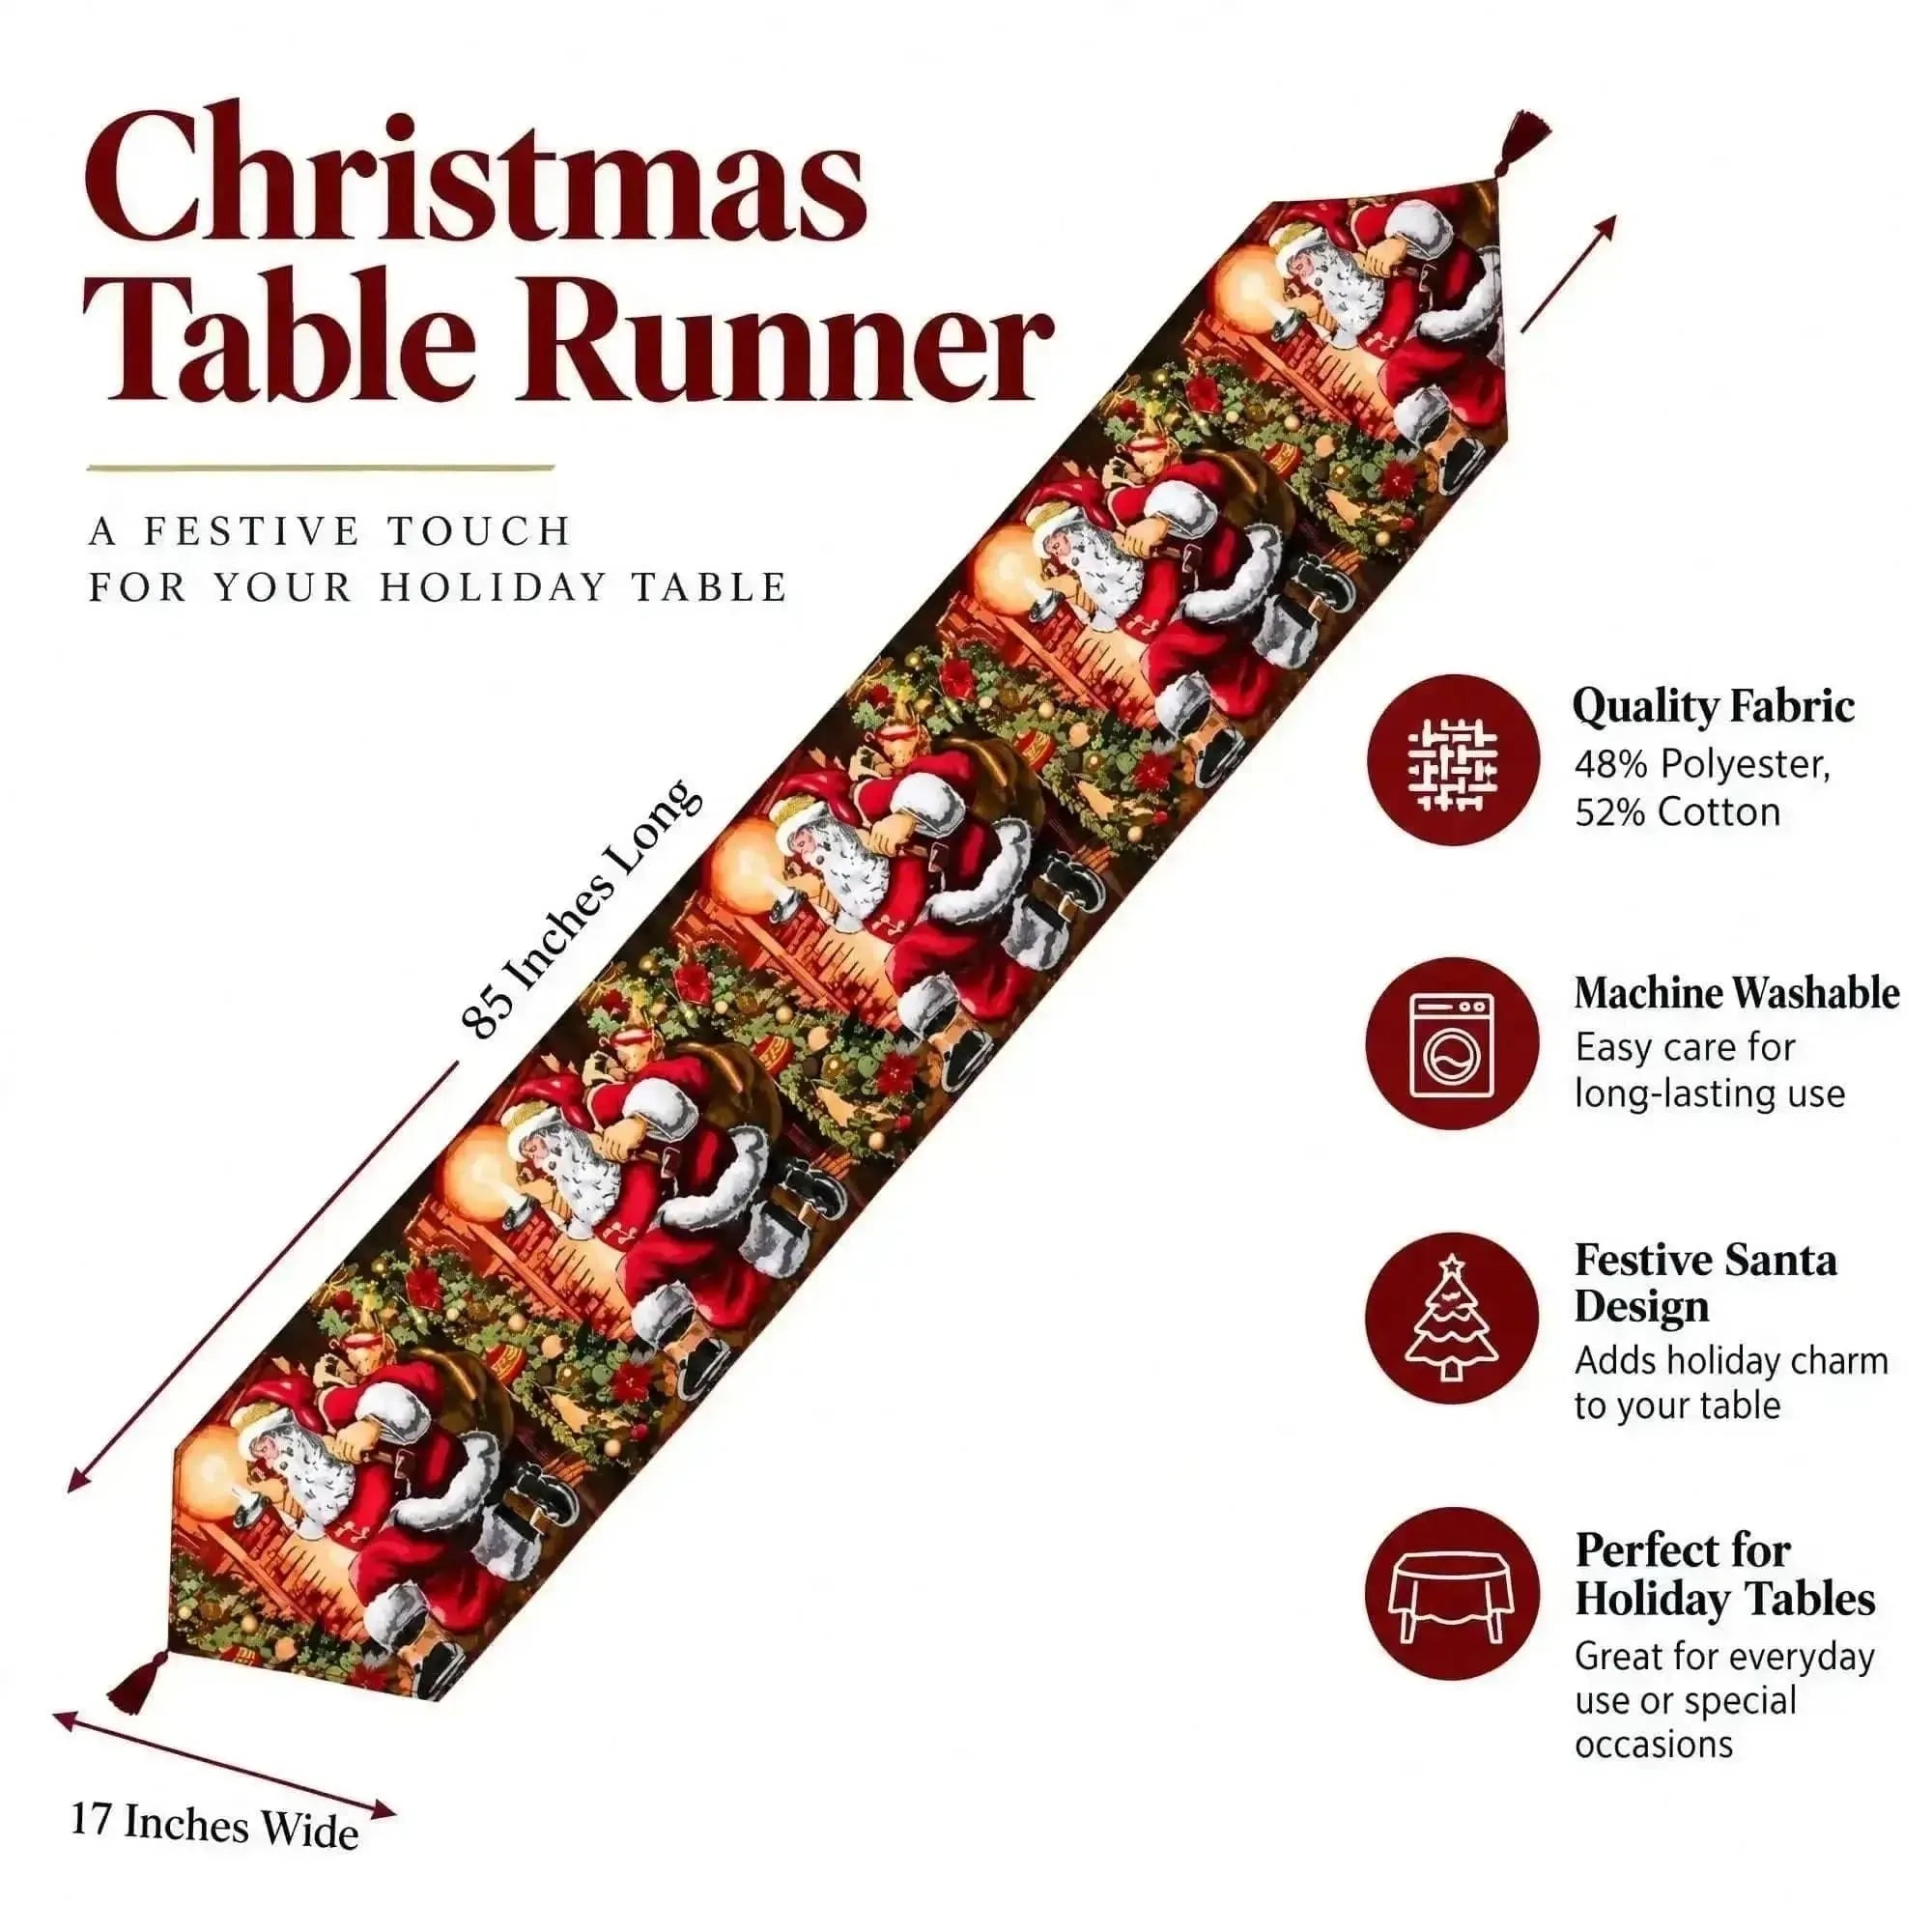 Christmas
Table Runner
A FESTIVE TOUCH
FOR YOUR HOLIDAY TABLE
85 Inches Long
17 Inches Wide
Quality Fabric
48% Polyester,
52% Cotton
Machine Washable
Easy care for
long-lasting use
Festive Santa
Design
Adds holiday charm
to your table
Perfect for
Holiday Tables
Great for everyday
use or special
occasions